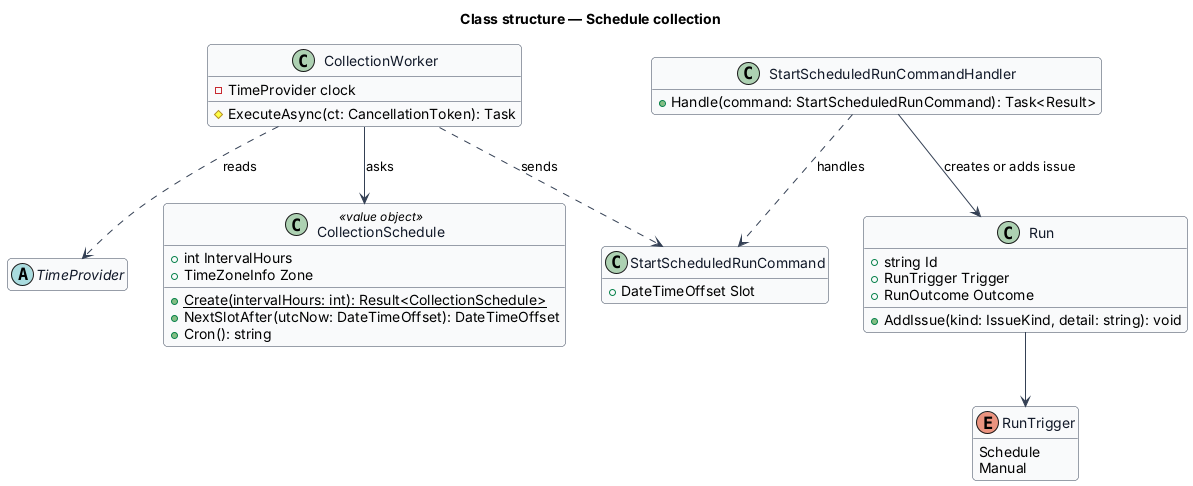 Class structure — Schedule collection
C CollectionWorker
TimeProvider clock
ExecuteAsync(ct: CancellationToken): Task
C StartScheduledRunCommandHandler
Handle(command: StartScheduledRunCommand): Task<Result>
reads
asks
sends
handles
creates or adds issue
A TimeProvider
C «value object»
CollectionSchedule
int IntervalHours
TimeZoneInfo Zone
Create(intervalHours: int): Result<CollectionSchedule>
NextSlotAfter(utcNow: DateTimeOffset): DateTimeOffset
Cron(): string
C StartScheduledRunCommand
DateTimeOffset Slot
C Run
string Id
RunTrigger Trigger
RunOutcome Outcome
AddIssue(kind: IssueKind, detail: string): void
E RunTrigger
Schedule
Manual